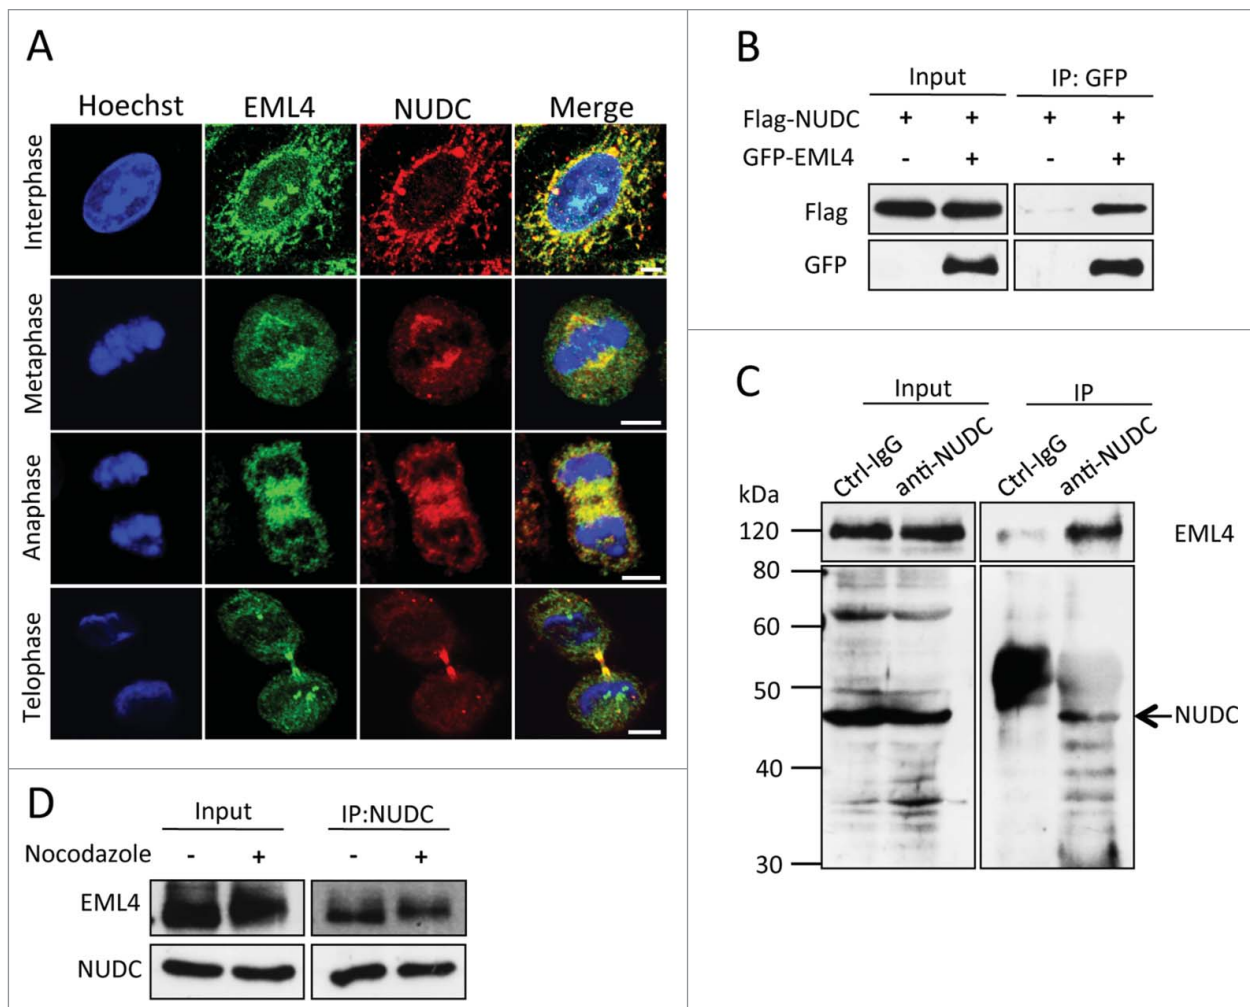 A
Hoechst EML4 NUDC Merge
Interphase
Metaphase
Anaphase
Telophase
B
Input IP: GFP
Flag-NUDC + + + +
GFP-EML4 - + - +
Flag
GFP
C
Input IP
Ctrl-IgG anti-NUDC Ctrl-IgG anti-NUDC
kDa
120 EML4
80
60
50
NUDC
40
30
D
Input IP:NUDC
Nocodazole - + - +
EML4
NUDC